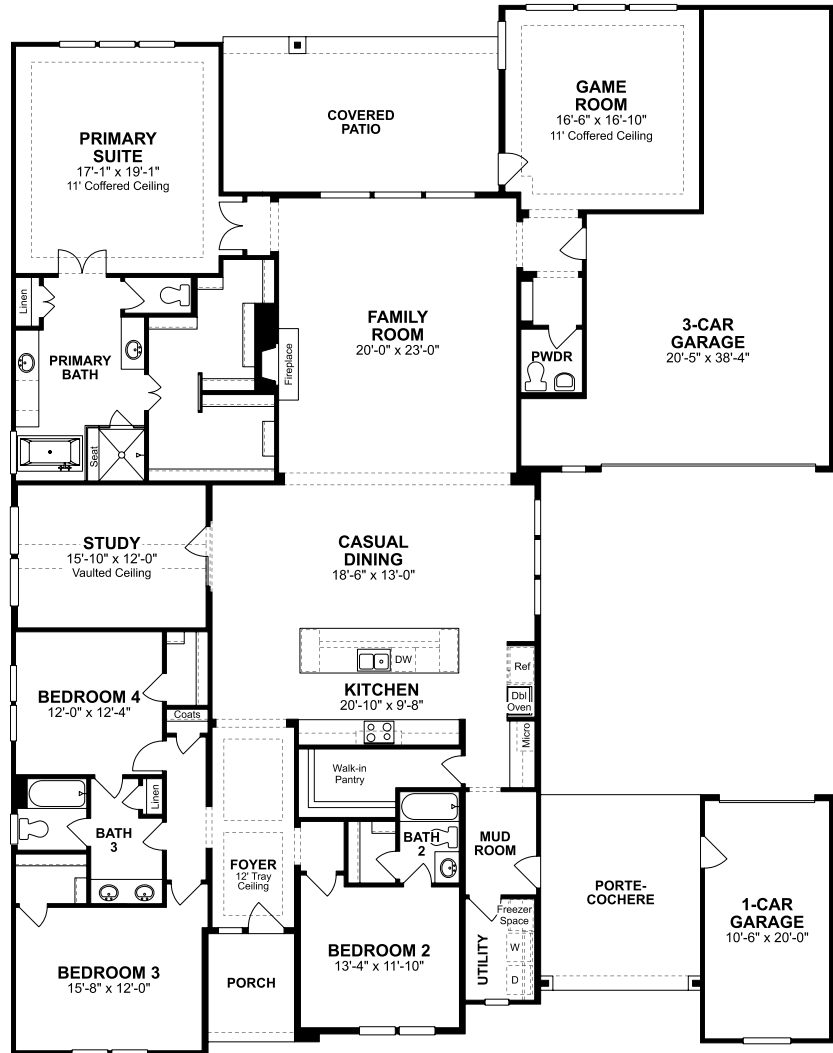 GAME
ROOM
16'-6" x 16'-10"
11' Coffered Ceiling
COVERED
PATIO
PRIMARY
SUITE
17'-1" x 19'-1"
11' Coffered Ceiling
Linen
FAMILY
ROOM
20'-0" x 23'-0"
3-CAR
GARAGE
20'-5" x 38'-4"
PRIMARY
BATH
Fireplace
PWDR
Seat
STUDY
15'-10" x 12'-0"
Vaulted Ceiling
CASUAL
DINING
18'-6" x 13'-0"
DW
Ref
Dbl
Oven
KITCHEN
20'-10" x 9'-8"
Micro
BEDROOM 4
12'-0" x 12'-4"
Coats
Walk-in
Pantry
Linen
BATH
3
BATH
2
MUD
ROOM
FOYER
12' Tray
Ceiling
PORTE-
COCHERE
1-CAR
GARAGE
10'-6" x 20'-0"
Freezer
Space
W
D
UTILITY
BEDROOM 2
13'-4" x 11'-10"
BEDROOM 3
15'-8" x 12'-0"
PORCH